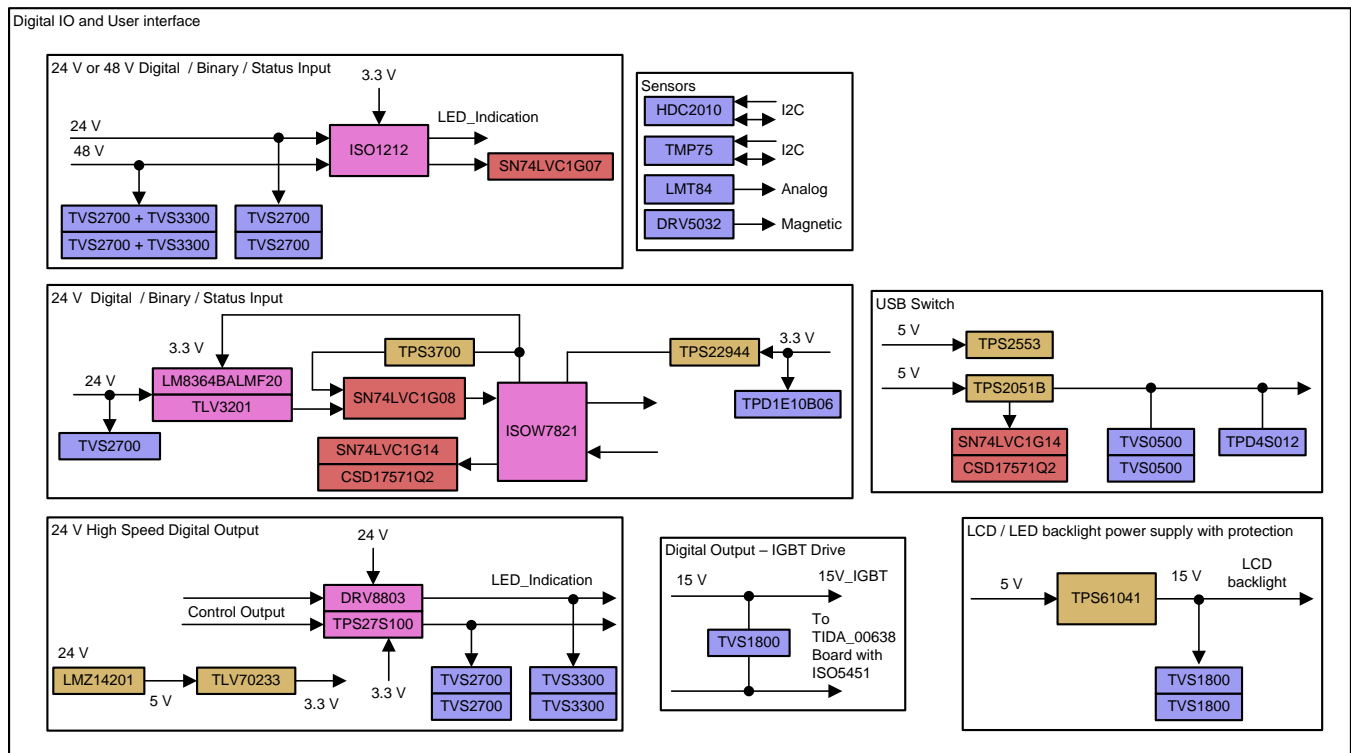 Digital IO and User interface
24 V or 48 V Digital / Binary / Status Input
3.3 V
24 V
48 V
ISO1212
LED_Indication
SN74LVC1G07
TVS2700 + TVS3300
TVS2700 + TVS3300
TVS2700
TVS2700
Sensors
HDC2010
I2C
TMP75
I2C
LMT84
Analog
DRV5032
Magnetic
24 V Digital / Binary / Status Input
3.3 V
24 V
LM8364BALMF20
TLV3201
TVS2700
TPS3700
SN74LVC1G08
SN74LVC1G14
CSD17571Q2
ISOW7821
TPS22944
3.3 V
TPD1E10B06
USB Switch
5 V
TPS2553
5 V
TPS2051B
SN74LVC1G14
CSD17571Q2
TVS0500
TVS0500
TPD4S012
24 V High Speed Digital Output
24 V
LED_Indication
DRV8803
Control Output
TPS27S100
24 V
LMZ14201
5 V
TLV70233
3.3 V
3.3 V
TVS2700
TVS2700
TVS3300
TVS3300
Digital Output – IGBT Drive
15 V
15V_IGBT
TVS1800
To
TIDA_00638
Board with
ISO5451
LCD / LED backlight power supply with protection
5 V
TPS61041
15 V
LCD
backlight
TVS1800
TVS1800